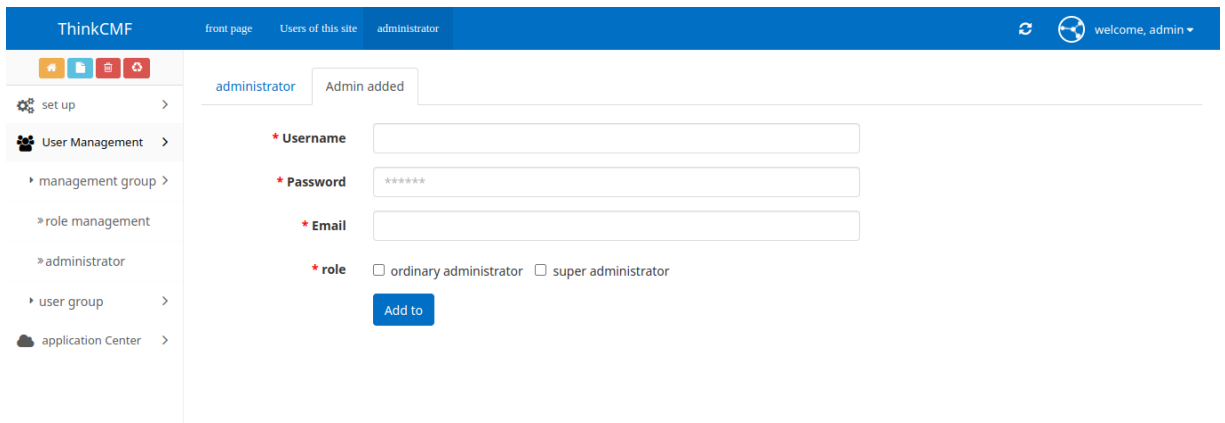 ThinkCMF
front page
Users of this site
administrator
welcome, admin
administrator
Admin added
set up
User Management
management group
role management
administrator
user group
application Center
* Username
* Password
******
* Email
* role
ordinary administrator
super administrator
Add to